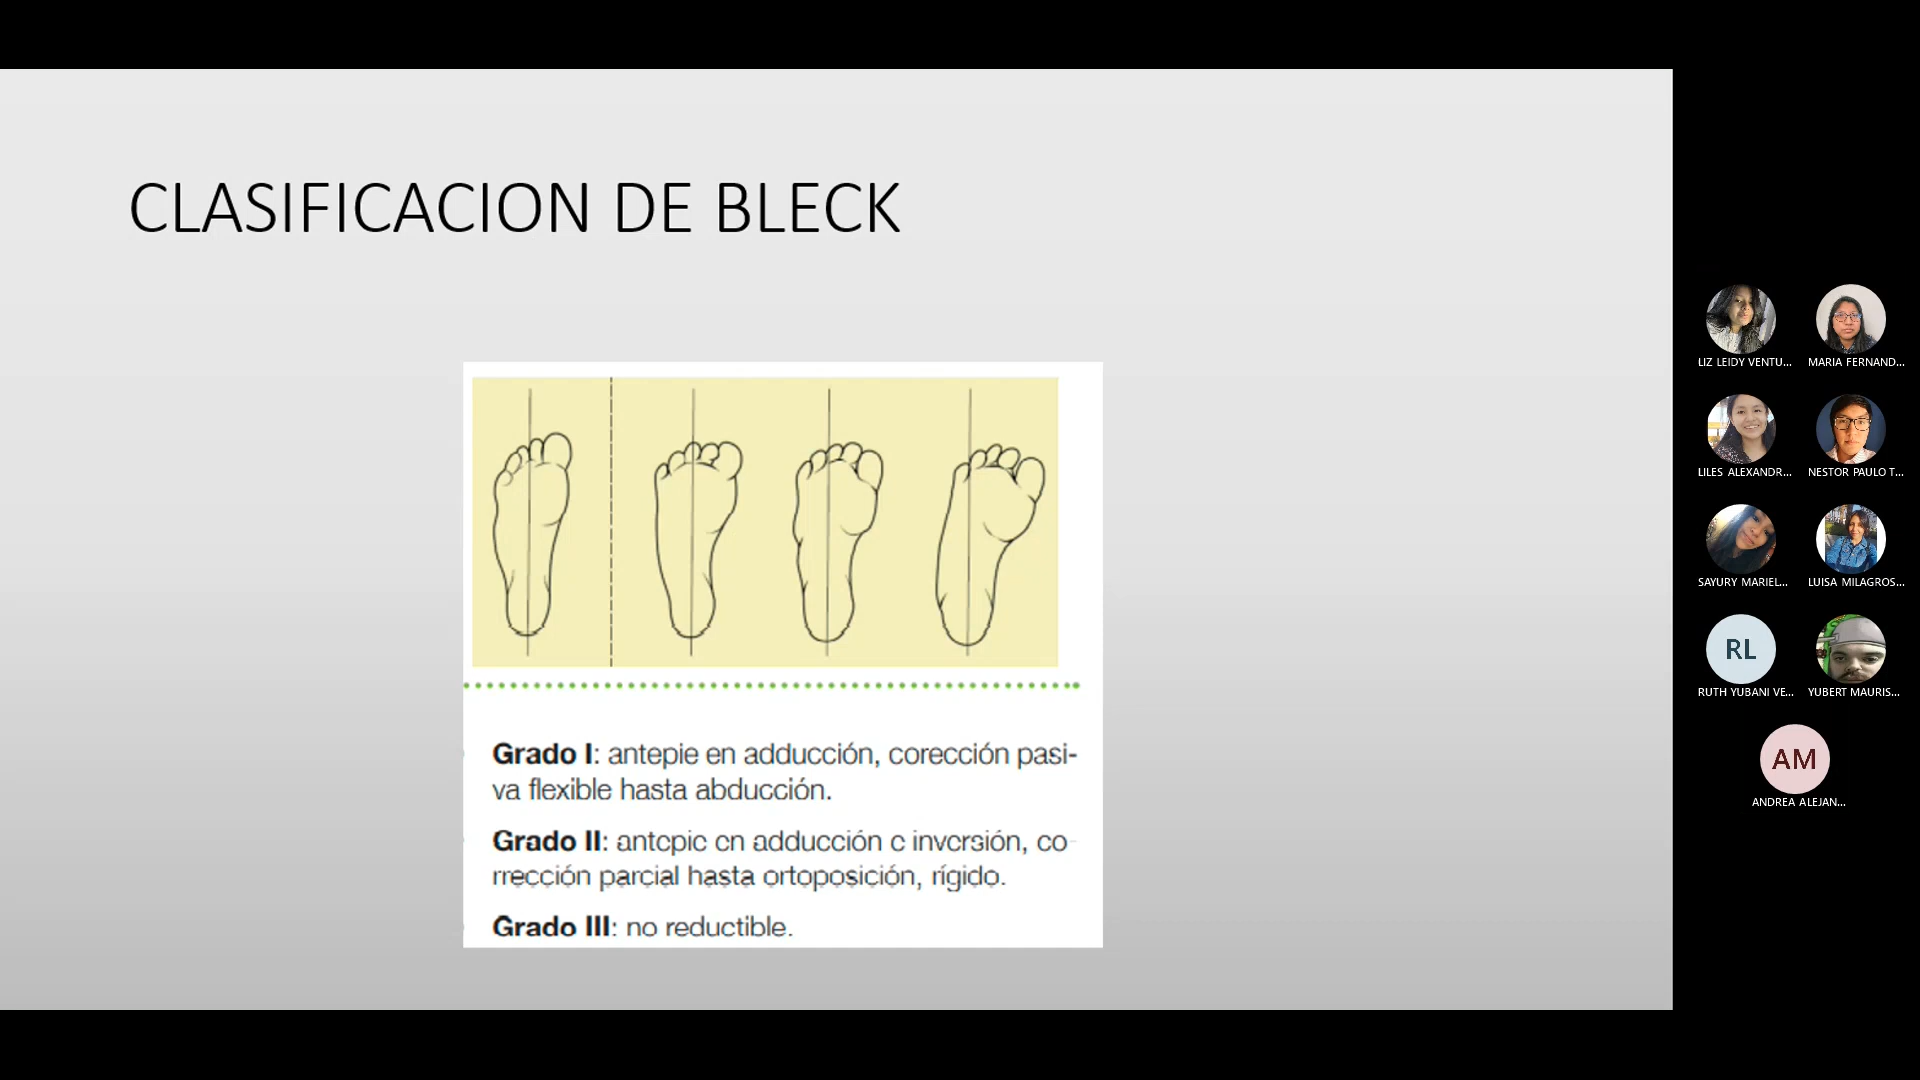 CLASIFICACION DE BLECK
Grado I: antepie en adducción, corección pasi-
va flexible hasta abducción.
Grado II: antepie en adducción e inversión, co-
rrección parcial hasta ortoposición, rígido.
Grado III: no reductible.
LIZ LEIDY VENTU...
MARIA FERNAND...
LILES ALEXANDR...
NESTOR PAULO T...
SAYURY MARIEL...
LUISA MILAGROS...
RL
RUTH YUBANI VE...
YUBERT MAURIS...
AM
ANDREA ALEJAN...